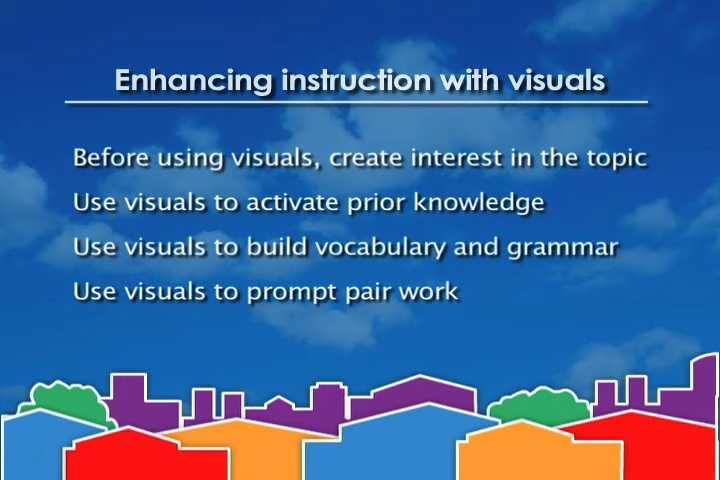 Enhancing instruction with visuals
Before using visuals, create interest in the topic
Use visuals to activate prior knowledge
Use visuals to build vocabulary and grammar
Use visuals to prompt pair work